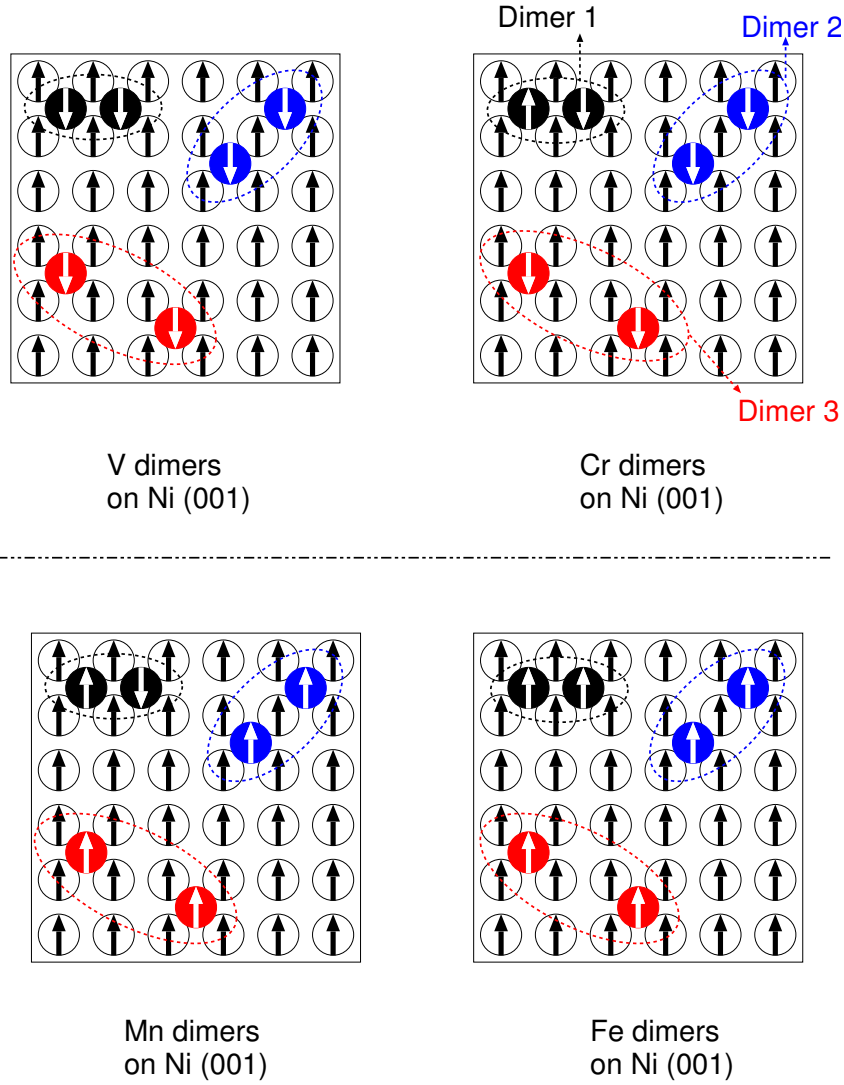 Dimer 1
Dimer 2
Dimer 3
V dimers
on Ni (001)
Cr dimers
on Ni (001)
Mn dimers
on Ni (001)
Fe dimers
on Ni (001)